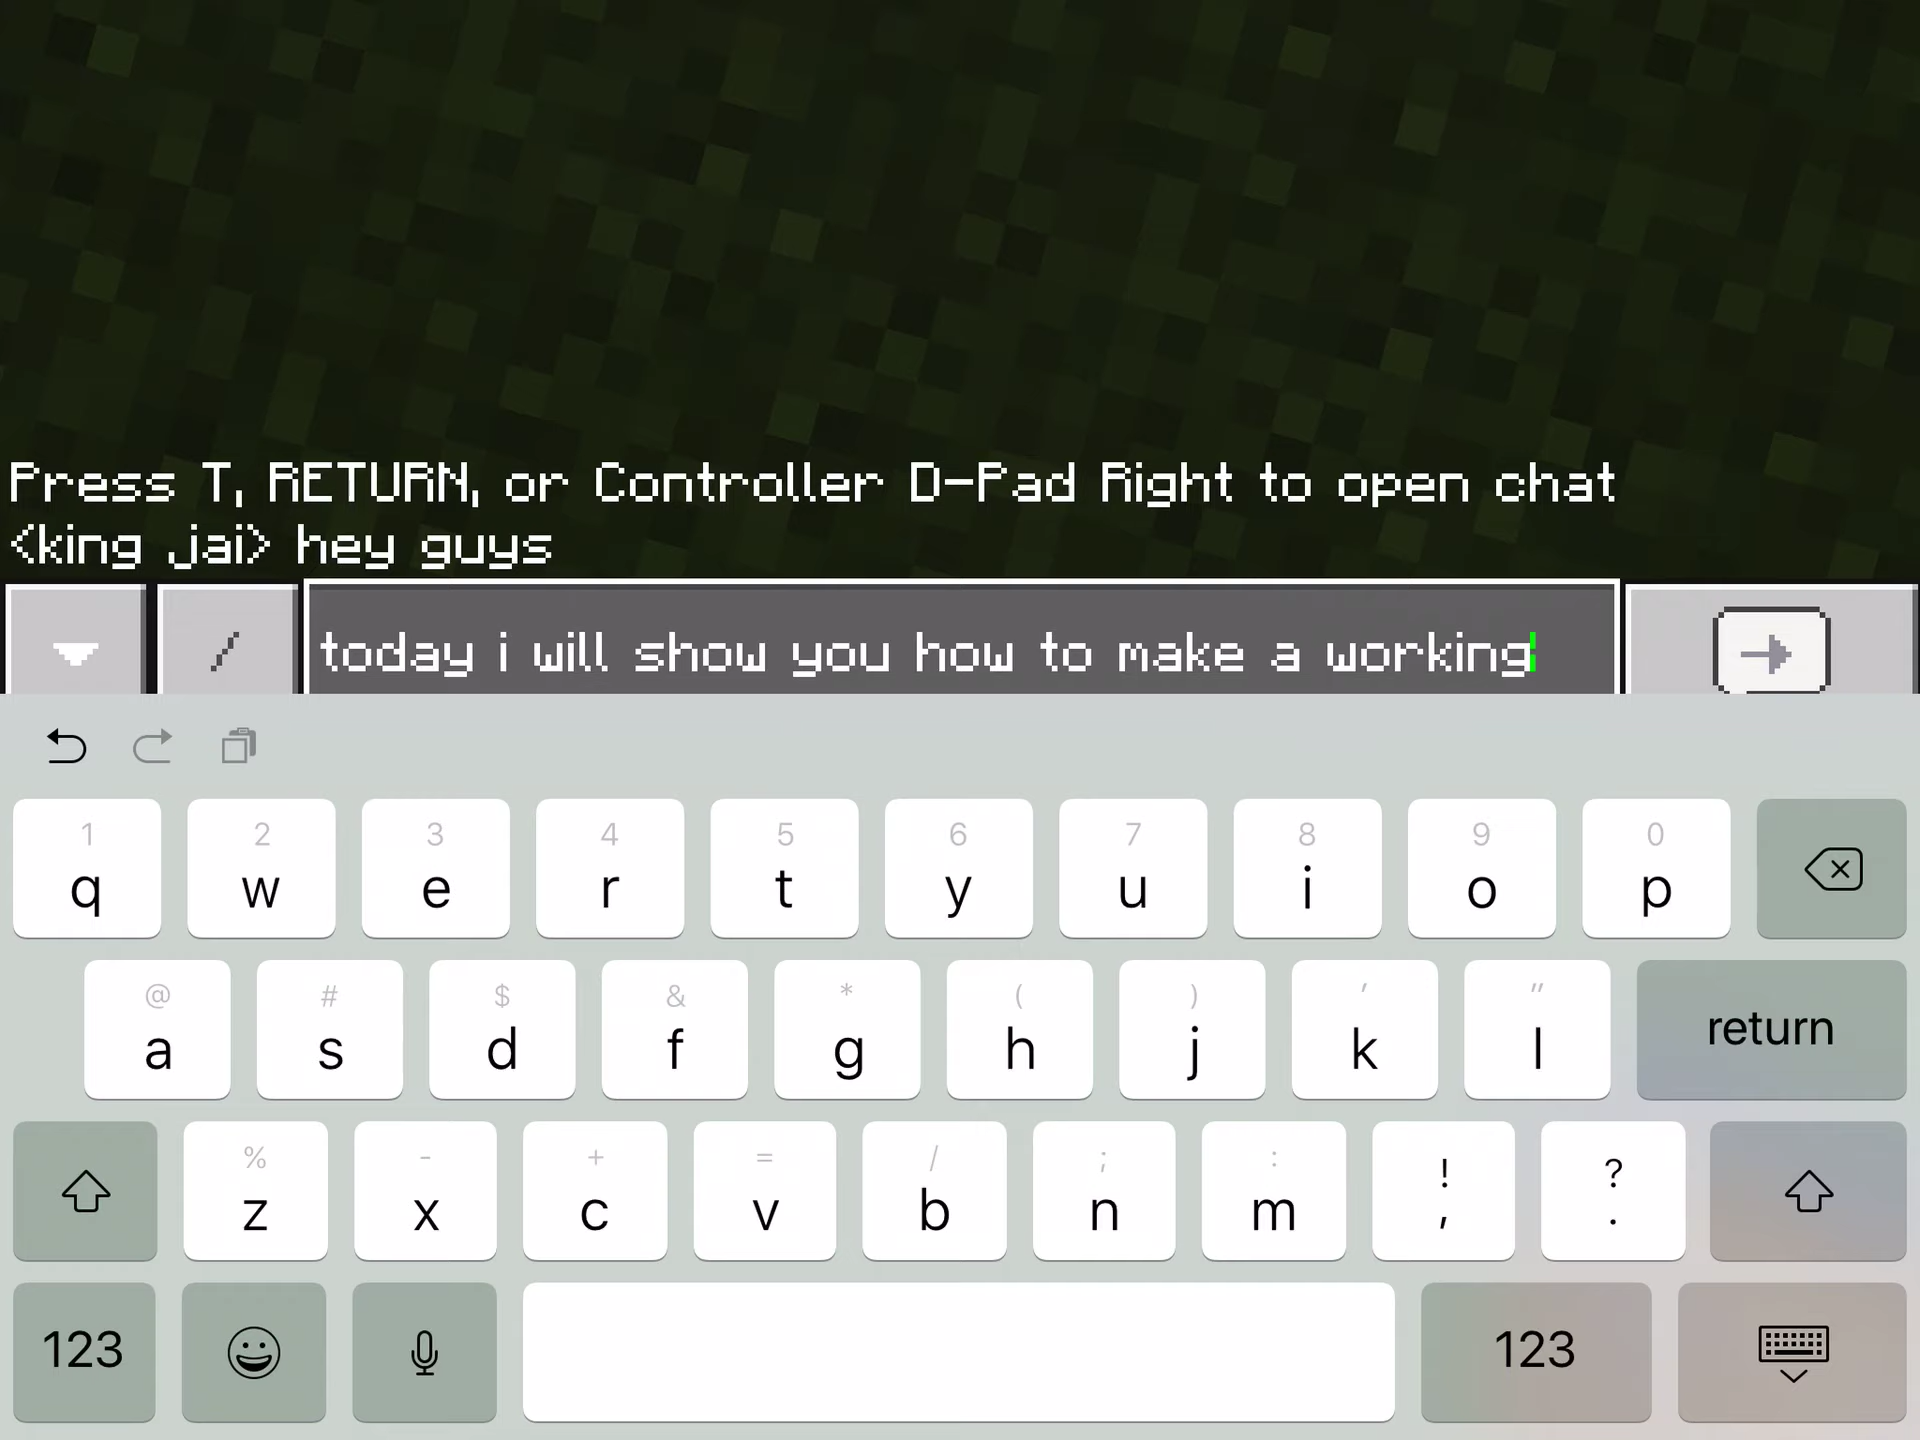 Press T, RETURN, or Controller D-Pad Right to open chat
<king jai> hey guys
/ today i will show you how to make a working
1 2 3 4 5 6 7 8 9 0
q w e r t y u i o p
@ # $ & * ( ) ' "
a s d f g h j k l return
% - + = / ; : ! ?
z x c v b n m , .
123 123